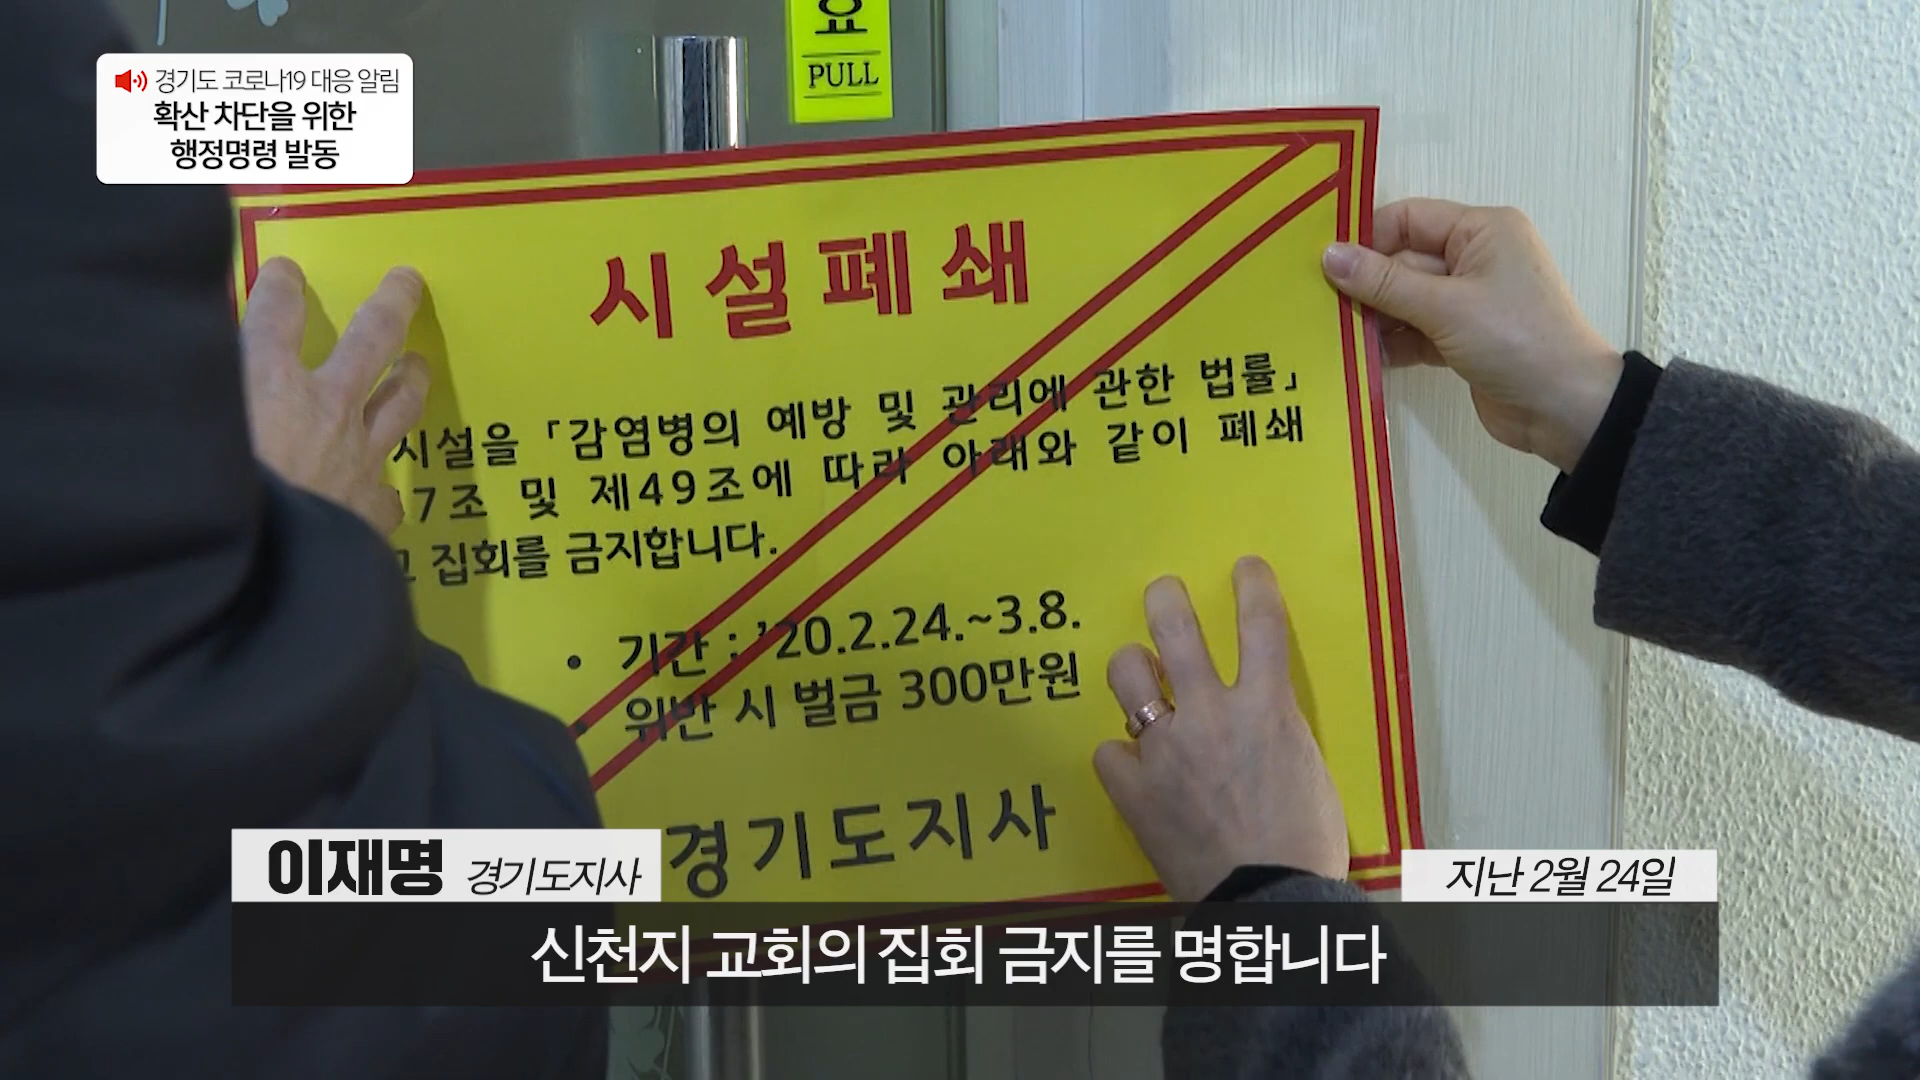 요
PULL
경기도 코로나19 대응 알림
확산 차단을 위한
행정명령 발동
시설폐쇄
시설을 「감염병의 예방 및 관리에 관한 법률」
7조 및 제49조에 따라 아래와 같이 폐쇄
집회를 금지합니다.
• 기간 : '20.2.24.~3.8.
• 위반 시 벌금 300만원
경기도지사
이재명 경기도지사
지난 2월 24일
신천지 교회의 집회 금지를 명합니다